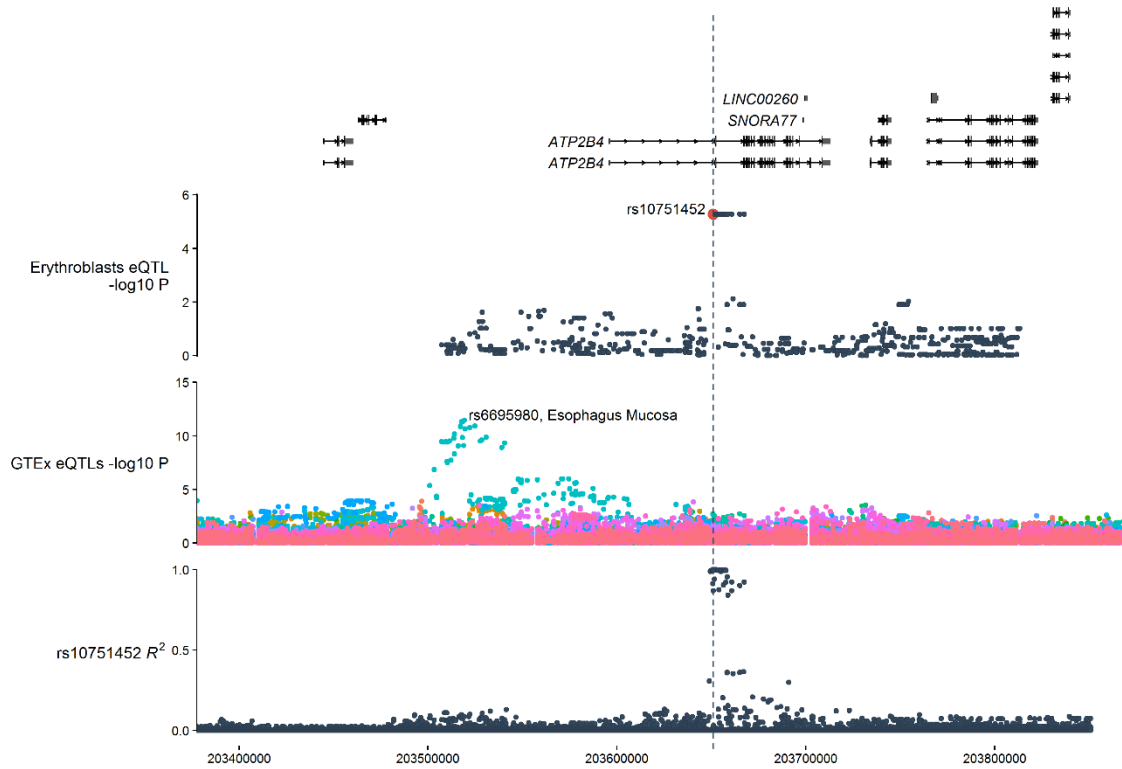 LINC00260
SNORA77
ATP2B4
ATP2B4
6
4
2
0
Erythroblasts eQTL
-log10 P
rs10751452
15
10
5
0
GTEx eQTLs -log10 P
rs6695980, Esophagus Mucosa
1.0
0.5
0.0
rs10751452 R²
203400000 203500000 203600000 203700000 203800000